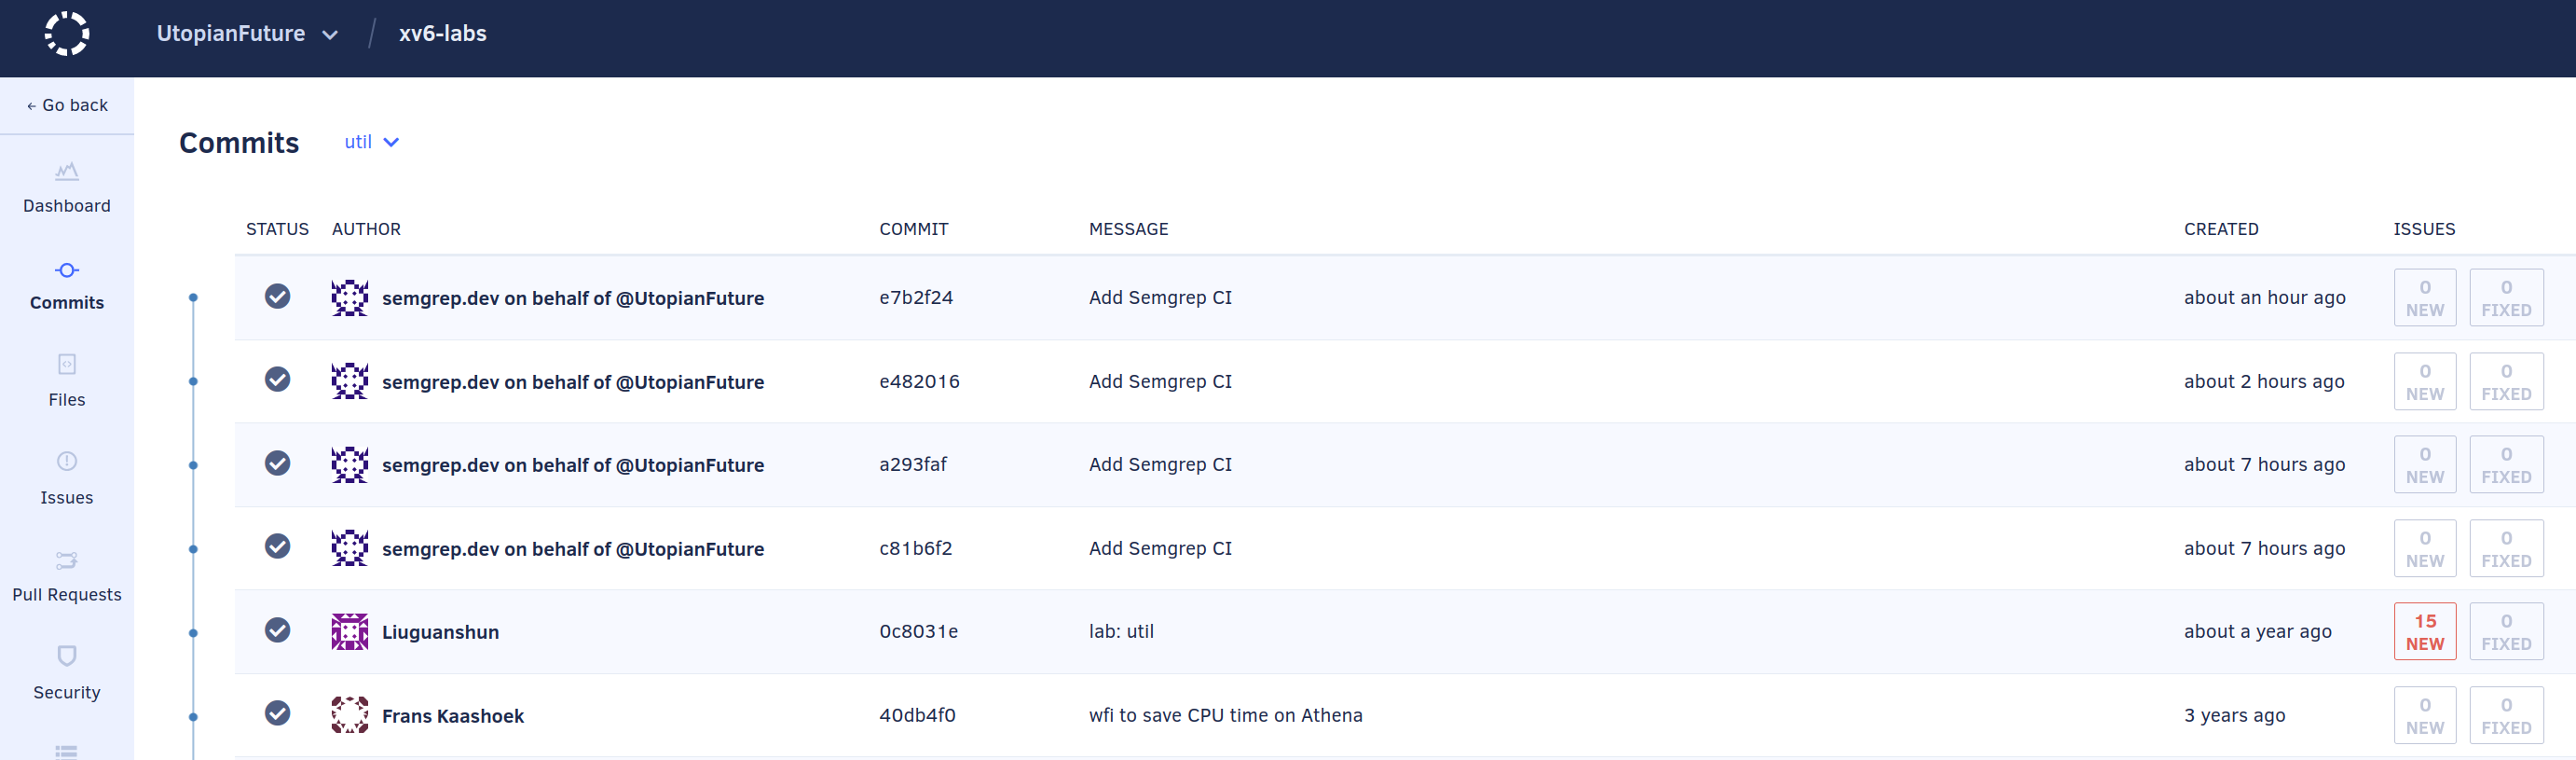 UtopianFuture / xv6-labs
← Go back
Dashboard
Commits
Files
Issues
Pull Requests
Security
Commits util
STATUS AUTHOR COMMIT MESSAGE CREATED ISSUES
semgrep.dev on behalf of @UtopianFuture e7b2f24 Add Semgrep CI about an hour ago 0 NEW 0 FIXED
semgrep.dev on behalf of @UtopianFuture e482016 Add Semgrep CI about 2 hours ago 0 NEW 0 FIXED
semgrep.dev on behalf of @UtopianFuture a293faf Add Semgrep CI about 7 hours ago 0 NEW 0 FIXED
semgrep.dev on behalf of @UtopianFuture c81b6f2 Add Semgrep CI about 7 hours ago 0 NEW 0 FIXED
Liuguanshun 0c8031e lab: util about a year ago 15 NEW 0 FIXED
Frans Kaashoek 40db4f0 wfi to save CPU time on Athena 3 years ago 0 NEW 0 FIXED